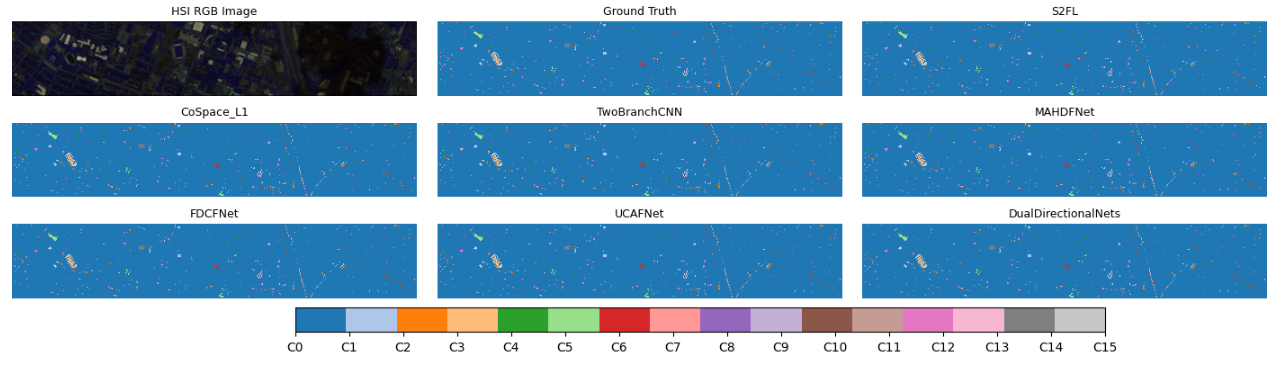 HSI RGB Image
Ground Truth
S2FL
CoSpace_L1
TwoBranchCNN
MAHDFNet
FDCFNet
UCAFNet
DualDirectionalNets
C0 C1 C2 C3 C4 C5 C6 C7 C8 C9 C10 C11 C12 C13 C14 C15